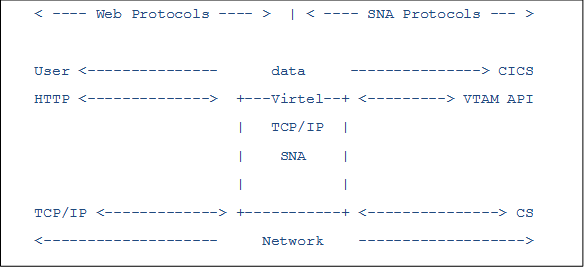 < ---- Web Protocols ---- > | < ---- SNA Protocols --- >
User <--------------- data ---------------> CICS
HTTP <------------> +---Virtel--+ <---------> VTAM API
| TCP/IP |
| SNA |
| |
TCP/IP <------------> +-----------+ <--------------> CS
<-------------------- Network ------------------->